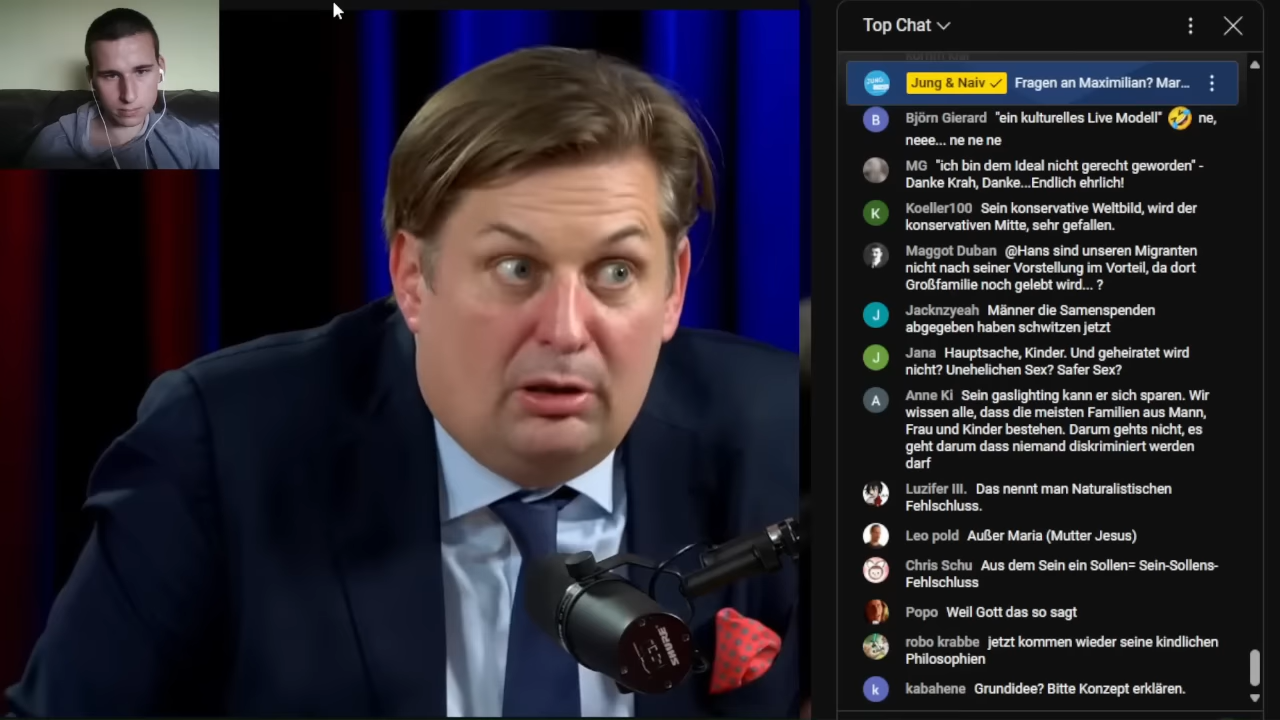 Top Chat
Jung & Naiv Fragen an Maximilian? Mar...
B Björn Gierard "ein kulturelles Live Modell" 🤣 ne,
neee... ne ne ne
MG "ich bin dem Ideal nicht gerecht geworden" -
Danke Krah, Danke...Endlich ehrlich!
K Koeller100 Sein konservative Weltbild, wird der
konservativen Mitte, sehr gefallen.
Maggot Duban @Hans sind unseren Migranten
nicht nach seiner Vorstellung im Vorteil, da dort
Großfamilie noch gelebt wird... ?
J Jacknzyeah Männer die Samenspenden
abgegeben haben schwitzen jetzt
J Jana Hauptsache, Kinder. Und geheiratet wird
nicht? Unehelichen Sex? Safer Sex?
A Anne Ki Sein gaslighting kann er sich sparen. Wir
wissen alle, dass die meisten Familien aus Mann,
Frau und Kinder bestehen. Darum gehts nicht, es
geht darum dass niemand diskriminiert werden
darf
Luzifer III. Das nennt man Naturalistischen
Fehlschluss.
Leo pold Außer Maria (Mutter Jesus)
Chris Schu Aus dem Sein ein Sollen= Sein-Sollens-
Fehlschluss
Popo Weil Gott das so sagt
robo krabbe jetzt kommen wieder seine kindlichen
Philosophien
k kabahene Grundidee? Bitte Konzept erklären.
SHURE